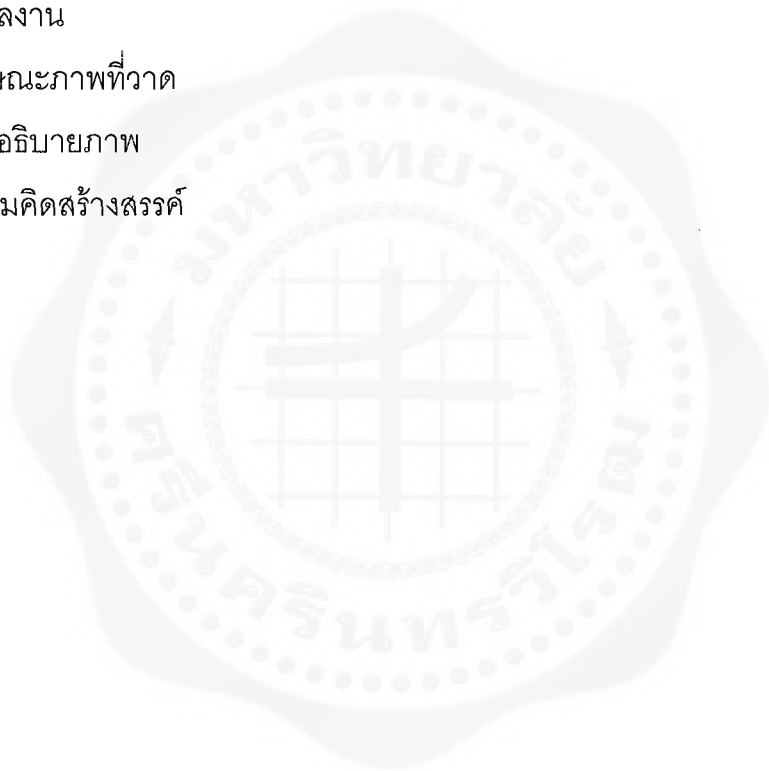 ลงาน
ษณะภาพที่วาด
อธิบายภาพ
มคิดสร้างสรรค์
มหาวิทยาลัย
ศรีนครินทรวิโรฒ